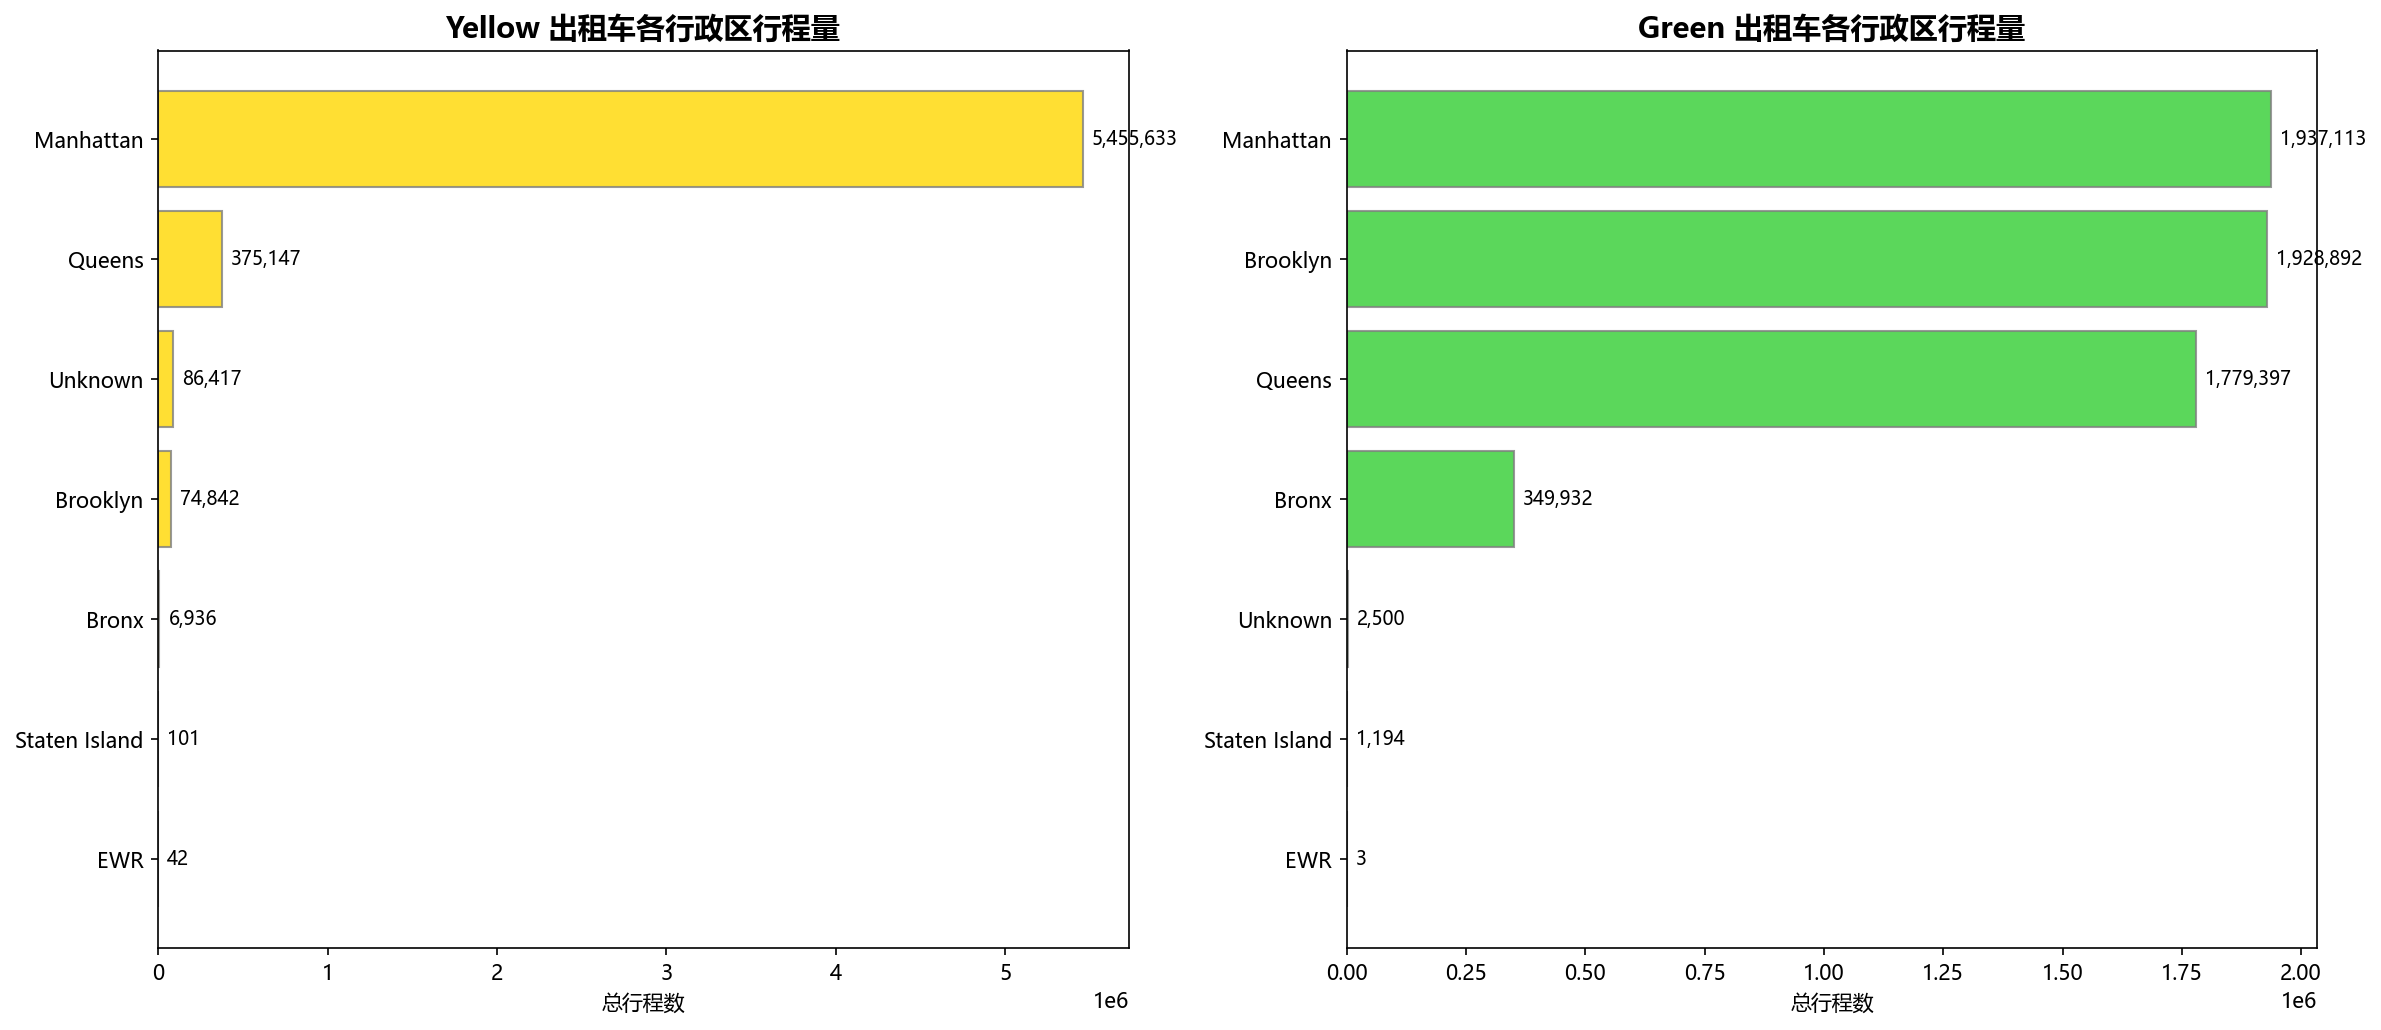 Yellow 出租车各行政区行程量
Manhattan 5,455,633
Queens 375,147
Unknown 86,417
Brooklyn 74,842
Bronx 6,936
Staten Island 101
EWR 42
0 1 2 3 4 5
总行程数
1e6
Green 出租车各行政区行程量
Manhattan 1,937,113
Brooklyn 1,928,892
Queens 1,779,397
Bronx 349,932
Unknown 2,500
Staten Island 1,194
EWR 3
0.00 0.25 0.50 0.75 1.00 1.25 1.50 1.75 2.00
总行程数
1e6